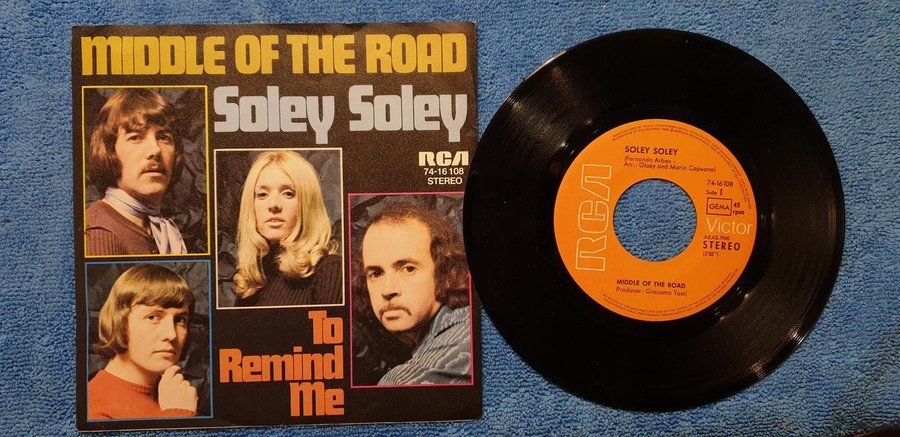 MIDDLE OF THE ROAD
Soley Soley
RCA
74-16 108
STEREO
To
Remind
Me
SOLEY SOLEY
(Fernando Arbex -
Arr.: Giosy and Mario Capuano)
74-16 108
Side 1
GEMA
45
rpm
RCA
Victor
STEREO
MIDDLE OF THE ROAD
Producer: Giacomo Tosti